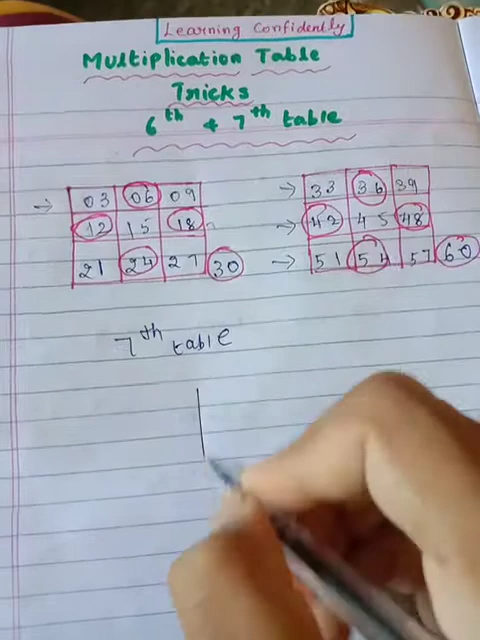 Learning Confidently
Multiplication Table
Tricks
6th & 7th table
→ 03 06 09
12 15 18
21 24 27 30
→ 33 36 39
→ 42 45 48
→ 51 54 57 60
7th table